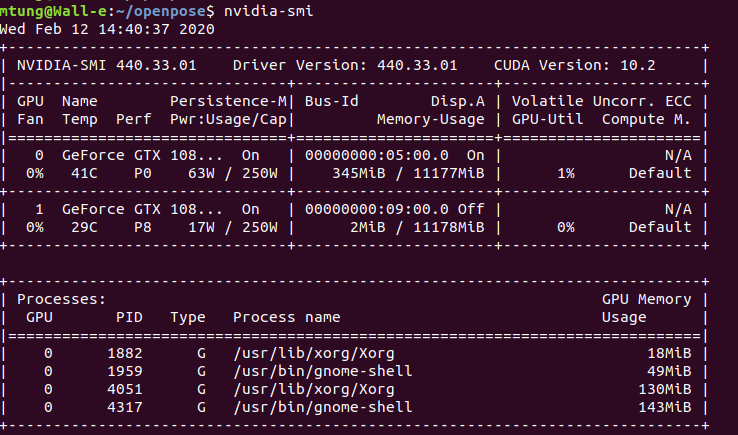 mtung@Wall-e:~/openpose$ nvidia-smi
Wed Feb 12 14:40:37 2020
+-----------------------------------------------------------------------------+
| NVIDIA-SMI 440.33.01    Driver Version: 440.33.01    CUDA Version: 10.2     |
|-------------------------------+----------------------+----------------------+
| GPU  Name        Persistence-M| Bus-Id        Disp.A | Volatile Uncorr. ECC |
| Fan  Temp  Perf  Pwr:Usage/Cap|         Memory-Usage | GPU-Util  Compute M. |
|===============================+======================+======================|
|   0  GeForce GTX 108...  On   | 00000000:05:00.0  On |                  N/A |
|  0%   41C    P0    63W / 250W |    345MiB / 11177MiB |      1%      Default |
+-------------------------------+----------------------+----------------------+
|   1  GeForce GTX 108...  On   | 00000000:09:00.0 Off |                  N/A |
|  0%   29C    P8    17W / 250W |      2MiB / 11178MiB |      0%      Default |
+-------------------------------+----------------------+----------------------+
+-----------------------------------------------------------------------------+
| Processes:                                                       GPU Memory |
|  GPU       PID   Type   Process name                             Usage      |
|=============================================================================|
|    0      1882      G   /usr/lib/xorg/Xorg                            18MiB |
|    0      1959      G   /usr/bin/gnome-shell                          49MiB |
|    0      4051      G   /usr/lib/xorg/Xorg                           130MiB |
|    0      4317      G   /usr/bin/gnome-shell                         143MiB |
+-----------------------------------------------------------------------------+